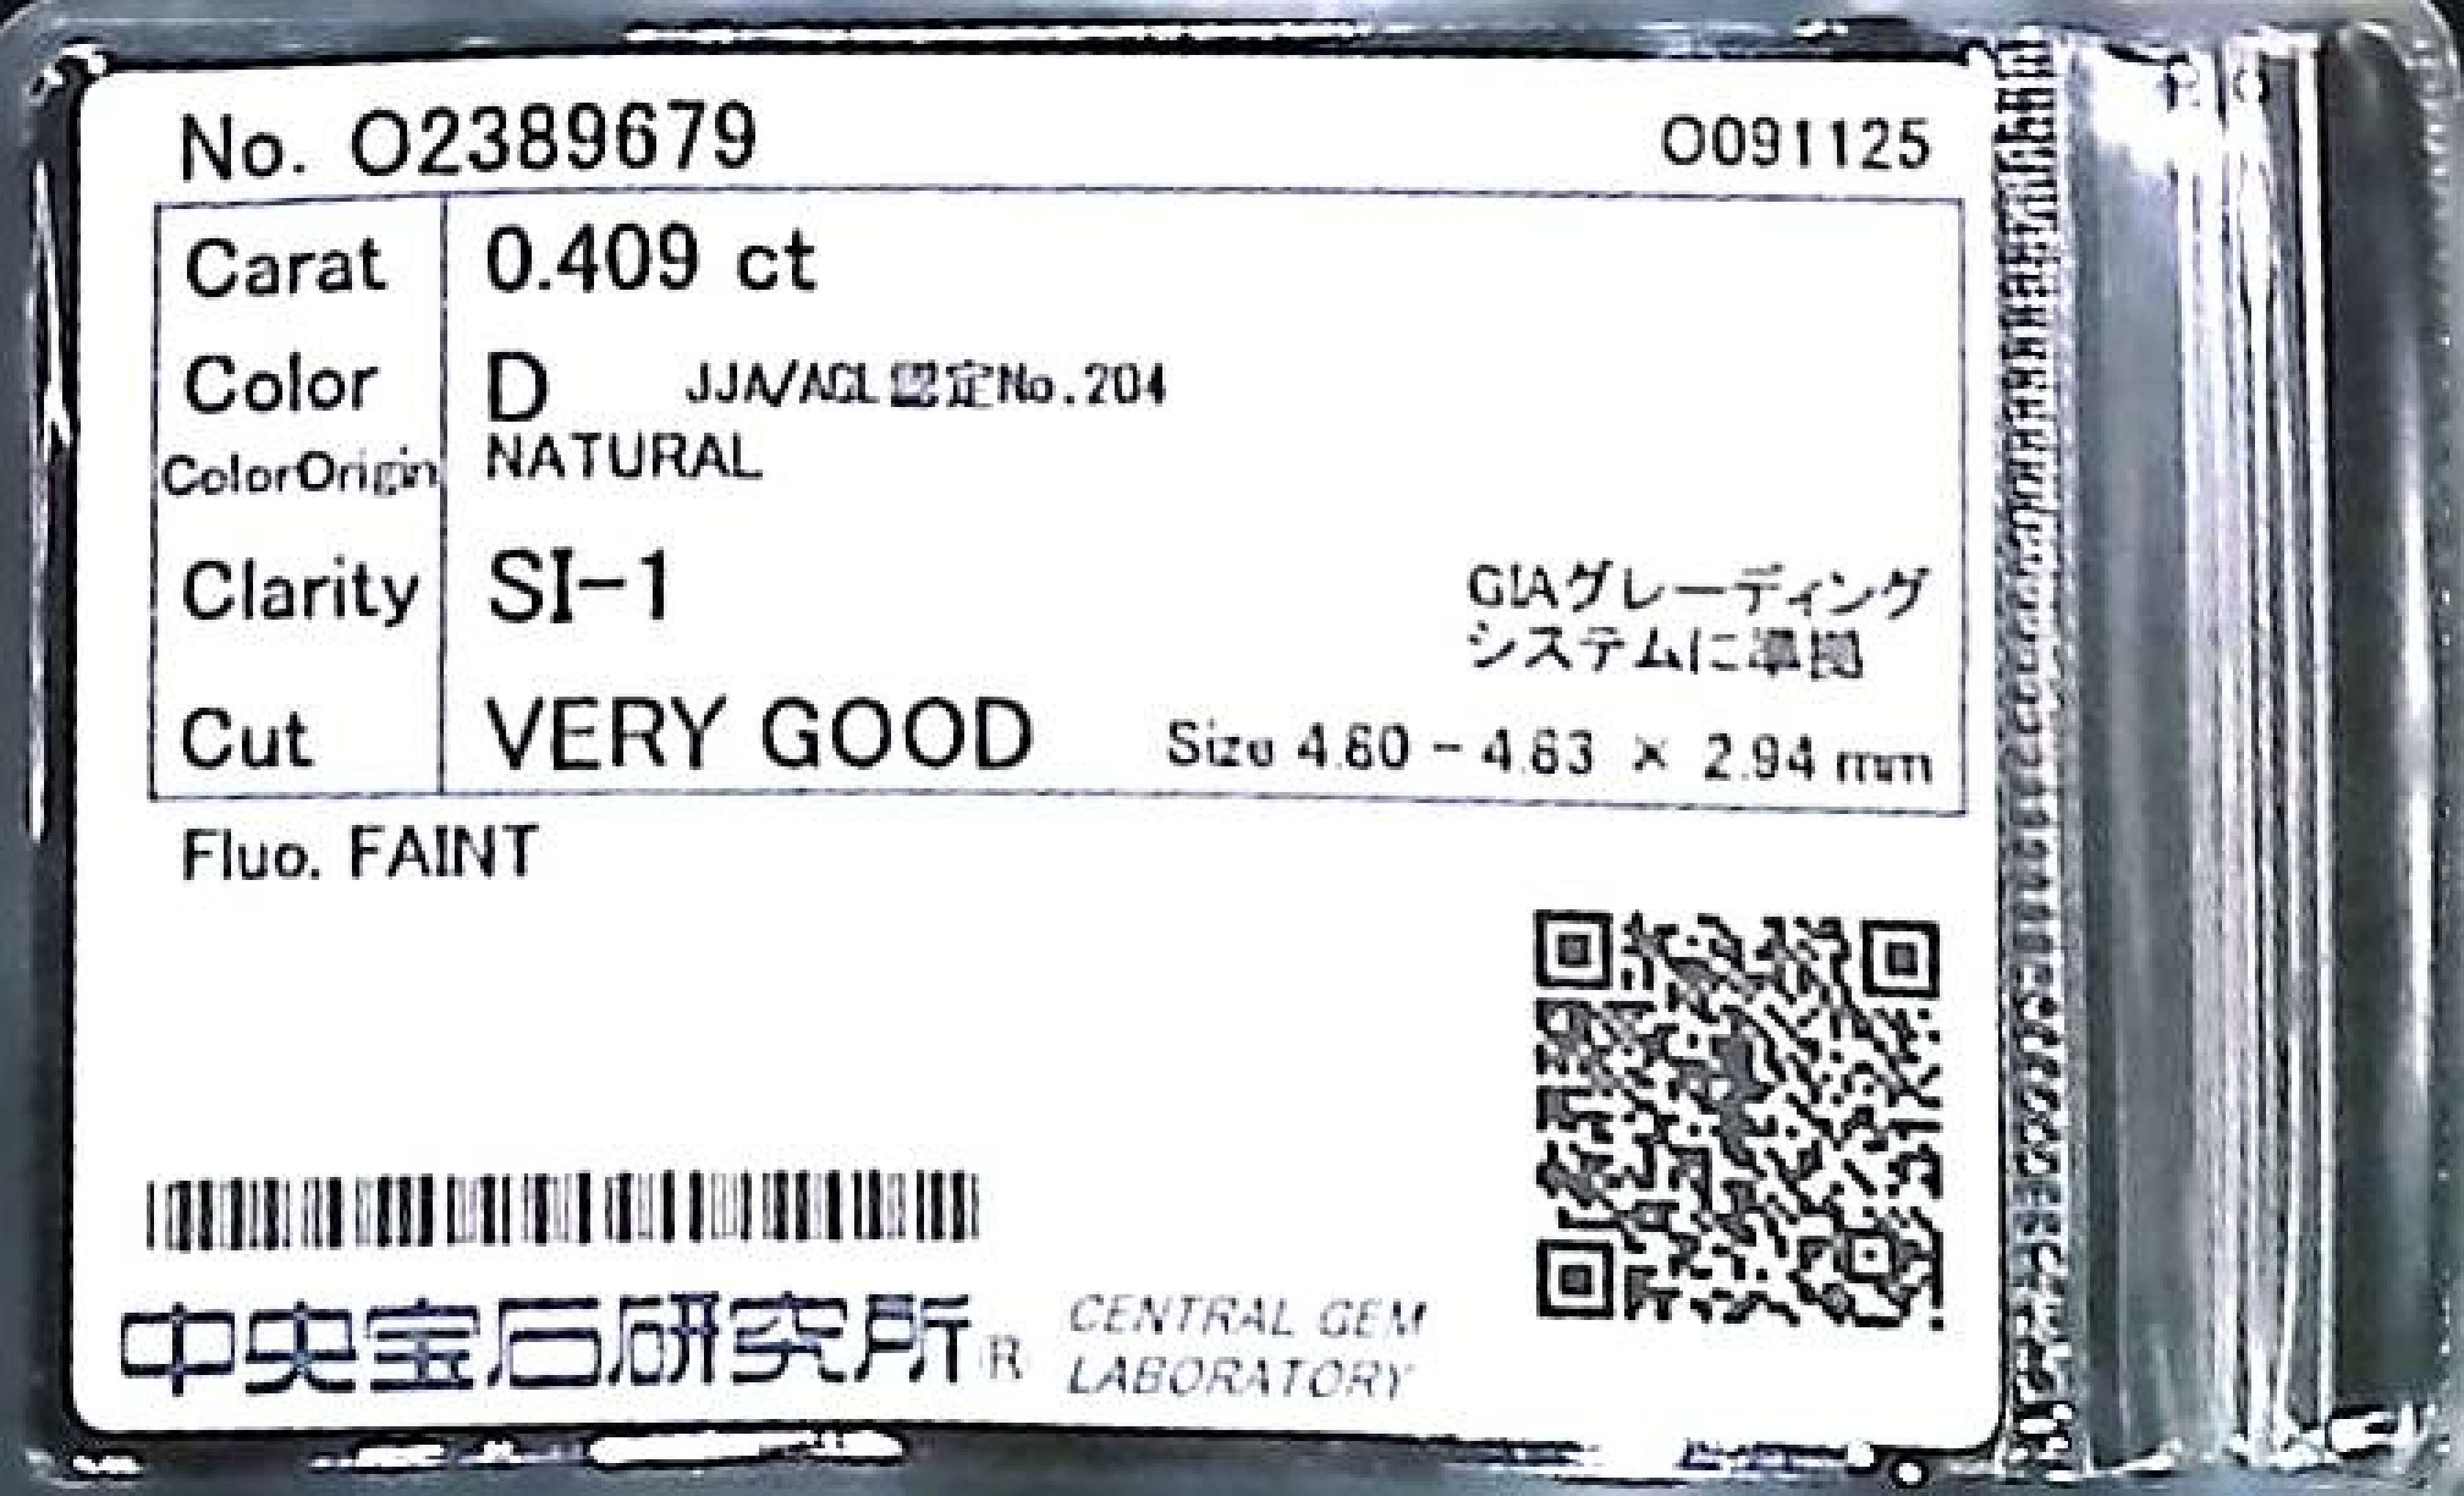 No. O2389679 O091125
Carat 0.409 ct
Color D JJA/AGL認定No.204
ColorOrigin NATURAL
Clarity SI-1
GIAグレーディング
システムに準拠
Cut VERY GOOD Size 4.60 - 4.63 × 2.94 mm
Fluo. FAINT
中央宝石研究所 R CENTRAL GEM
LABORATORY